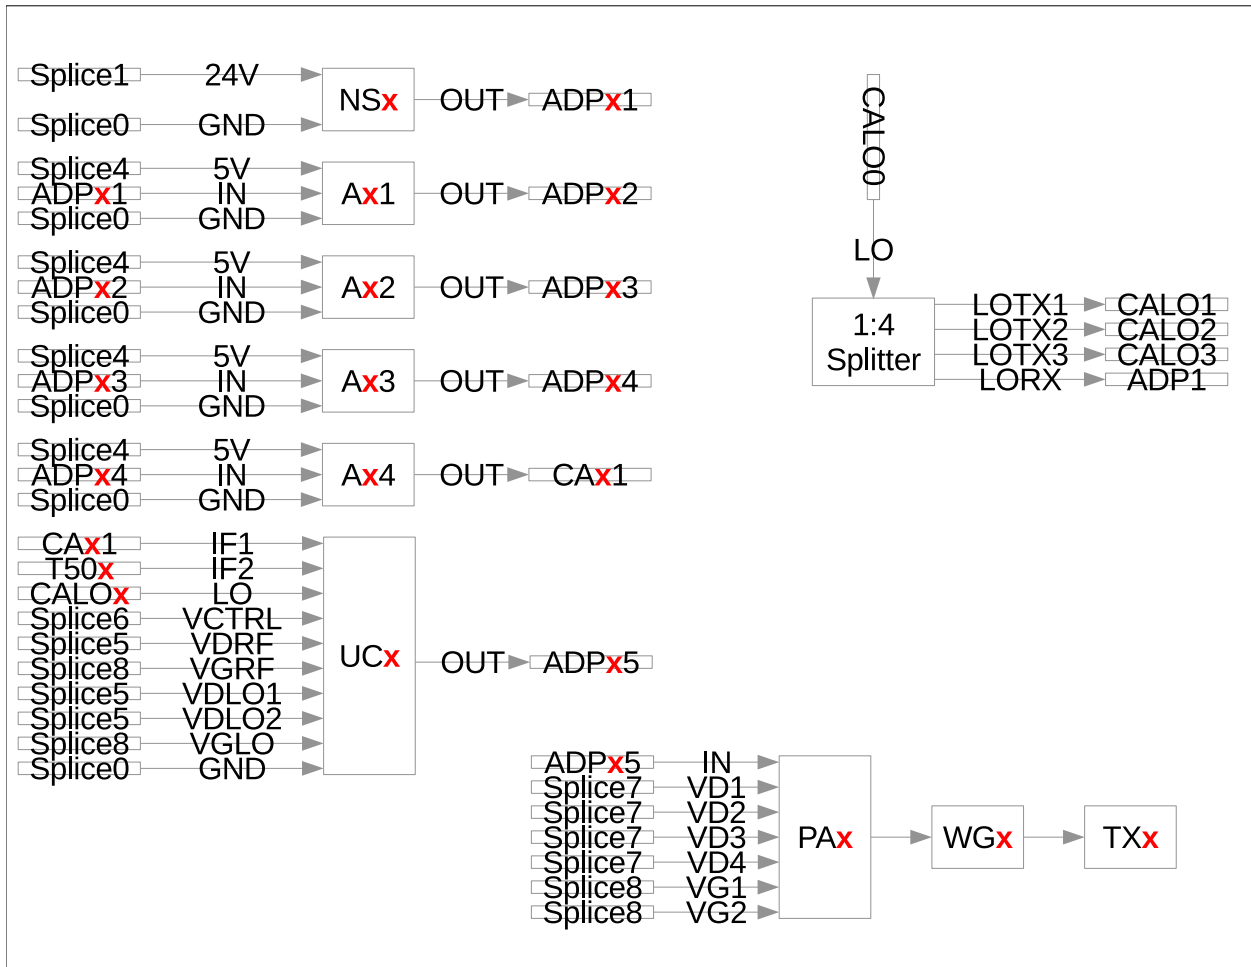 Splice1 24V
Splice0 GND
NSx OUT ADPx1
Splice4 5V
ADPx1 IN
Splice0 GND
Ax1 OUT ADPx2
Splice4 5V
ADPx2 IN
Splice0 GND
Ax2 OUT ADPx3
Splice4 5V
ADPx3 IN
Splice0 GND
Ax3 OUT ADPx4
Splice4 5V
ADPx4 IN
Splice0 GND
Ax4 OUT CAx1
CAx1 IF1
T50x IF2
CALOx LO
Splice6 VCTRL
Splice5 VDRF
Splice8 VGRF
Splice5 VDLO1
Splice5 VDLO2
Splice8 VGLO
Splice0 GND
UCx OUT ADPx5
CALO0
LO
1:4
Splitter
LOTX1 CALO1
LOTX2 CALO2
LOTX3 CALO3
LORX ADP1
ADPx5 IN
Splice7 VD1
Splice7 VD2
Splice7 VD3
Splice7 VD4
Splice8 VG1
Splice8 VG2
PAx WGx TXx